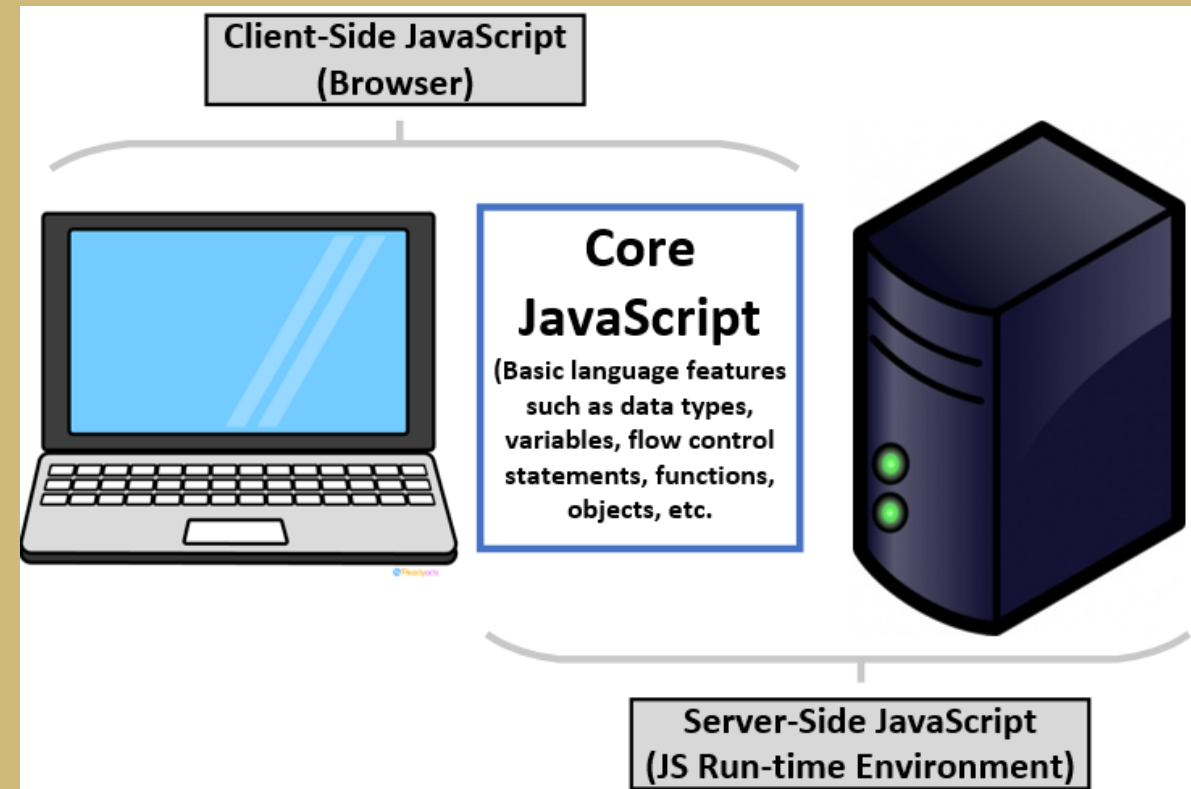 Client-Side JavaScript
(Browser)
Core
JavaScript
(Basic language features
such as data types,
variables, flow control
statements, functions,
objects, etc.
Server-Side JavaScript
(JS Run-time Environment)